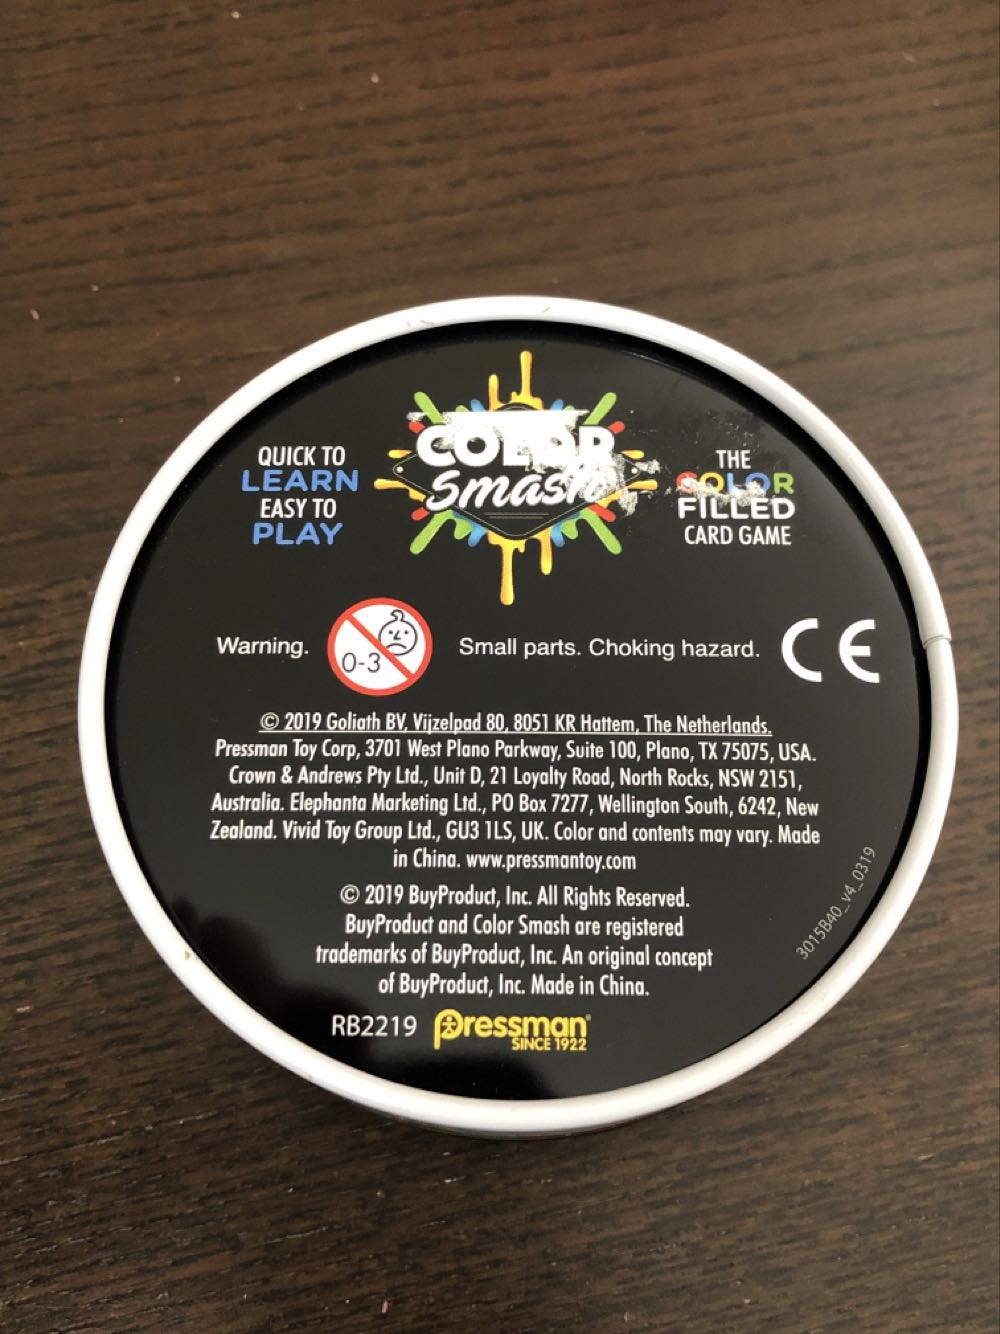 QUICK TO
LEARN
EASY TO
PLAY
COLOR
Smash
THE
COLOR
FILLED
CARD GAME
Warning.
0-3
Small parts. Choking hazard.
CE
© 2019 Goliath BV, Vijzelpad 80, 8051 KR Hattem, The Netherlands.
Pressman Toy Corp, 3701 West Plano Parkway, Suite 100, Plano, TX 75075, USA.
Crown & Andrews Pty Ltd., Unit D, 21 Loyalty Road, North Rocks, NSW 2151,
Australia. Elephanta Marketing Ltd., PO Box 7277, Wellington South, 6242, New
Zealand. Vivid Toy Group Ltd., GU3 1LS, UK. Color and contents may vary. Made
in China. www.pressmantoy.com
© 2019 BuyProduct, Inc. All Rights Reserved.
BuyProduct and Color Smash are registered
trademarks of BuyProduct, Inc. An original concept
of BuyProduct, Inc. Made in China.
3015B40_v4_0319
RB2219
Pressman®
SINCE 1922